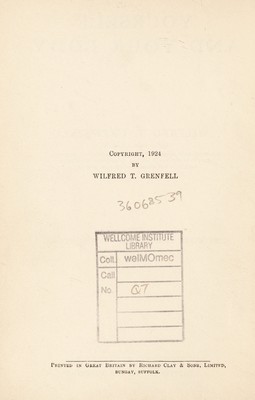 Copyright, 1924
BY
WILFRED T. GRENFELL
36068539
WELLCOME INSTITUTE
LIBRARY
Coll. welMOmec
Call
No. QT
Printed in Great Britain by Richard Clay & Sons, Limited,
BUNGAY, SUFFOLK.